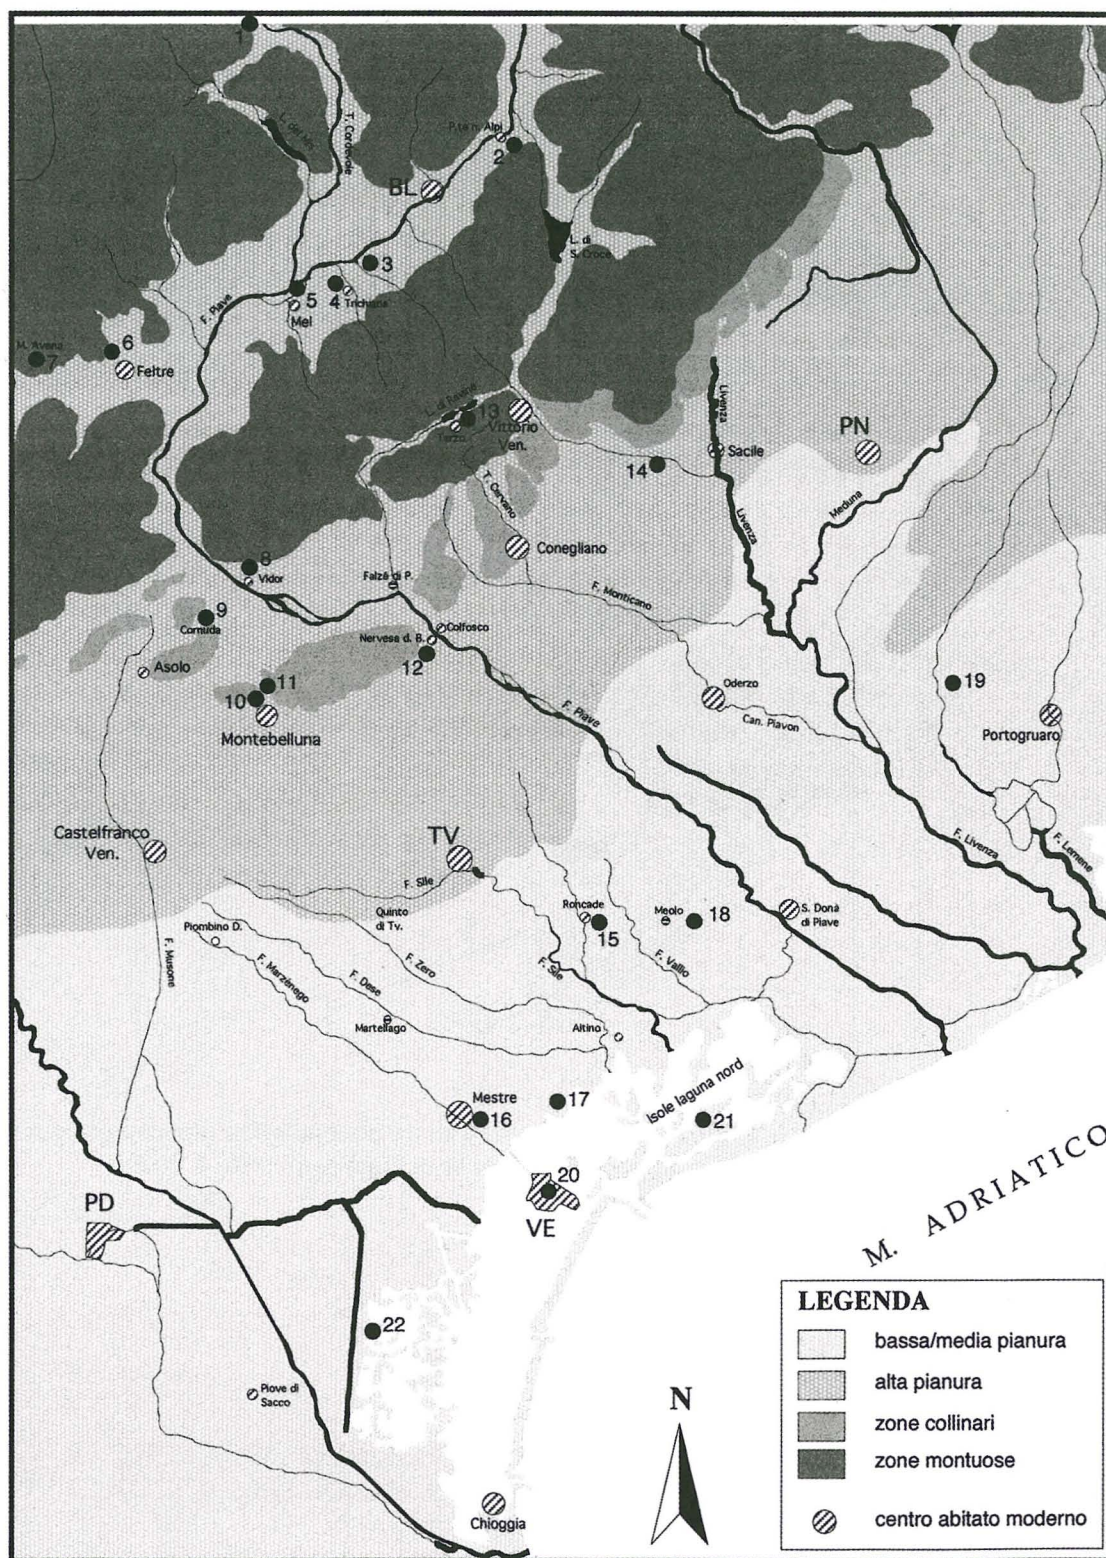 1
T. Cordevole
L. del Mis
P.te n. Alpi
2
BL
L. di
S. Croce
3
5
4
Trichiana
Mel
F. Piave
M. Avena
7
6
Feltre
L. di Revine
13
Tarzo
Vittorio
Ven.
Livenza
PN
14
Sacile
T. Cervano
Meduna
Livenza
Conegliano
8
Vidor
Falzé di P.
F. Monticano
9
Cornuda
Colfosco
Nervesa d. B.
12
Asolo
11
10
Montebelluna
Oderzo
Can. Piavon
19
Portogruaro
F. Piave
Castelfranco
Ven.
TV
F. Livenza
F. Lemene
F. Sile
Quinto
di Tv.
Roncade
15
Meolo
18
S. Donà
di Piave
Piombino D.
F. Musone
F. Marzénego
F. Dese
F. Zero
F. Sile
F. Vallio
Martellago
Altino
Mestre
16
17
Isole laguna nord
21
20
VE
PD
M. ADRIATICO
22
Piove di
Sacco
Chioggia
N
LEGENDA
bassa/media pianura
alta pianura
zone collinari
zone montuose
centro abitato moderno